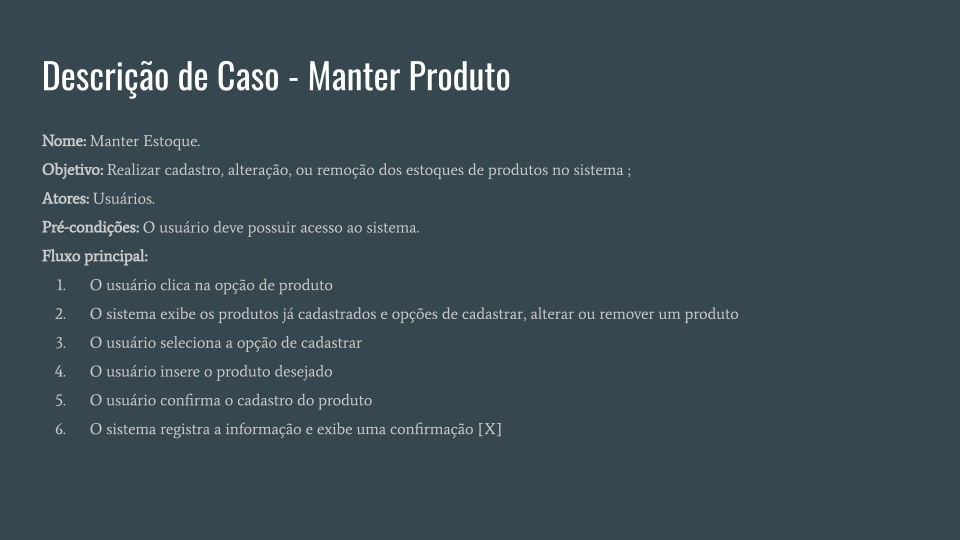 Descrição de Caso - Manter Produto
Nome: Manter Estoque.
Objetivo: Realizar cadastro, alteração, ou remoção dos estoques de produtos no sistema ;
Atores: Usuários.
Pré-condições: O usuário deve possuir acesso ao sistema.
Fluxo principal:
1. O usuário clica na opção de produto
2. O sistema exibe os produtos já cadastrados e opções de cadastrar, alterar ou remover um produto
3. O usuário seleciona a opção de cadastrar
4. O usuário insere o produto desejado
5. O usuário confirma o cadastro do produto
6. O sistema registra a informação e exibe uma confirmação [X]